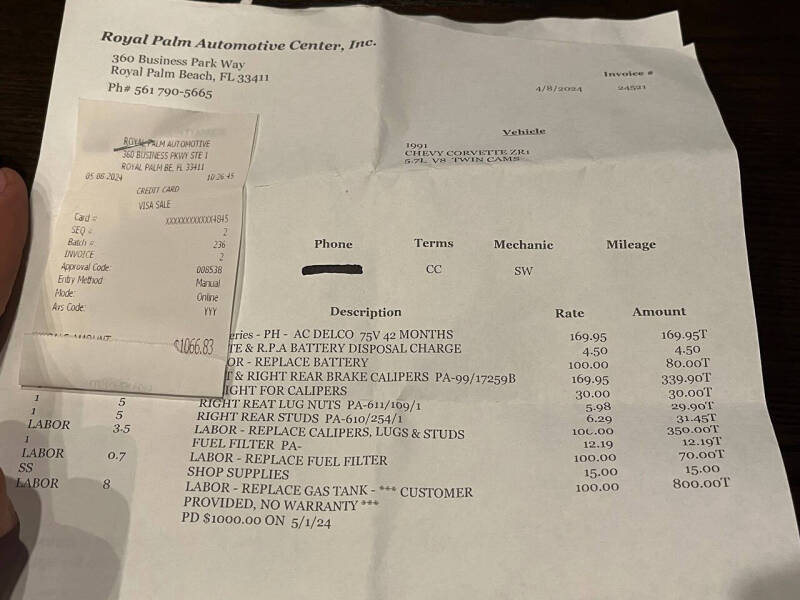 Royal Palm Automotive Center, Inc.
360 Business Park Way
Royal Palm Beach, FL 33411
Ph# 561 790-5665
Invoice #
4/8/2024 24521
Vehicle
1991
CHEVY CORVETTE ZR1
5.7L V8 TWIN CAMS
ROYAL PALM AUTOMOTIVE
360 BUSINESS PKWY STE 1
ROYAL PALM BE, FL 33411
05/06/2024 10:26:45
CREDIT CARD
VISA SALE
Card # XXXXXXXXXXXX4845
SEQ #: 2
Batch #: 236
INVOICE 2
Approval Code: 008538
Entry Method: Manual
Mode: Online
Avs Code: YYY
AMOUNT $1066.83
Phone Terms Mechanic Mileage
CC SW
Description Rate Amount
eries - PH - AC DELCO 75V 42 MONTHS 169.95 169.95T
TE & R.P.A BATTERY DISPOSAL CHARGE 4.50 4.50
OR - REPLACE BATTERY 100.00 80.00T
T & RIGHT REAR BRAKE CALIPERS PA-99/17259B 169.95 339.90T
IGHT FOR CALIPERS 30.00 30.00T
1 5 RIGHT REAT LUG NUTS PA-611/169/1 5.98 29.90T
1 5 RIGHT REAR STUDS PA-610/254/1 6.29 31.45T
LABOR 3.5 LABOR - REPLACE CALIPERS, LUGS & STUDS 100.00 350.00T
1 FUEL FILTER PA- 12.19 12.19T
LABOR 0.7 LABOR - REPLACE FUEL FILTER 100.00 70.00T
SS SHOP SUPPLIES 15.00 15.00
LABOR 8 LABOR - REPLACE GAS TANK - *** CUSTOMER 100.00 800.00T
PROVIDED, NO WARRANTY ***
PD $1000.00 ON 5/1/24